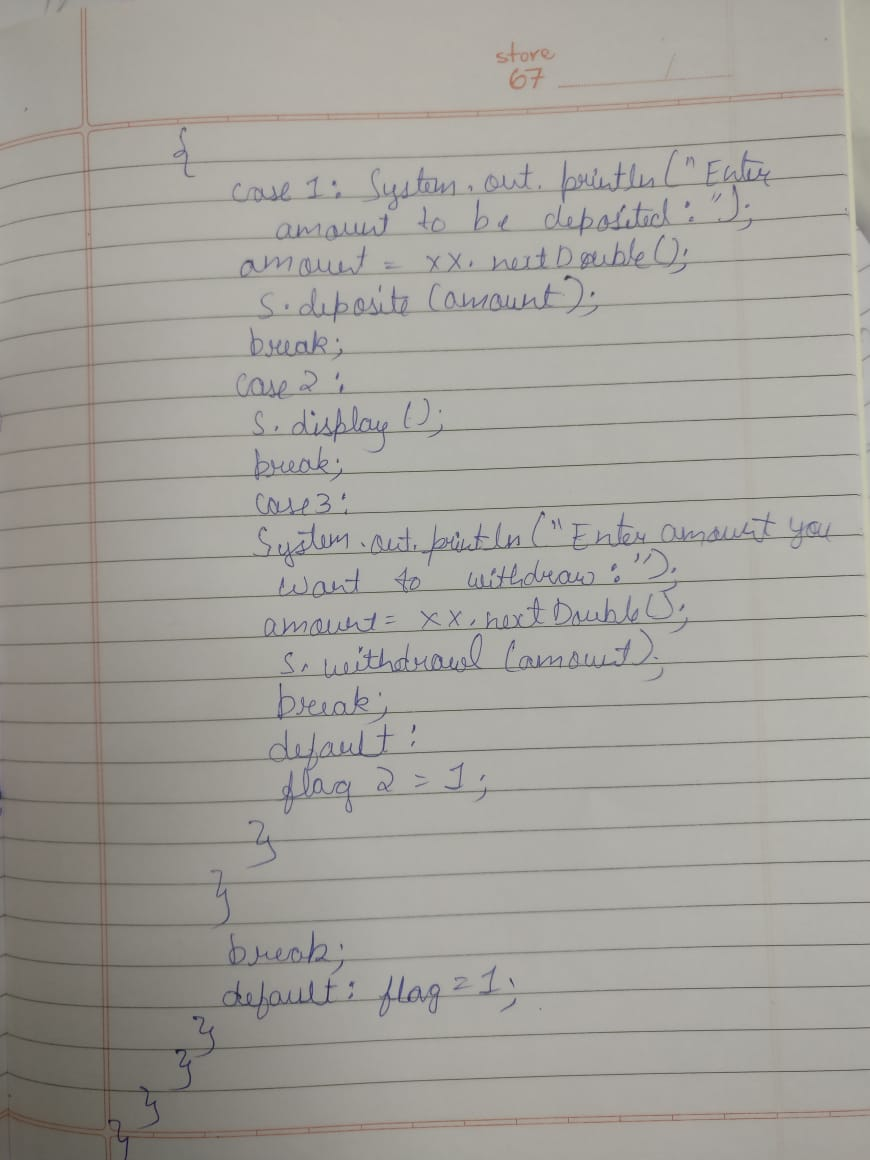 store
67
{
case 1: System.out.println("Enter
amount to be deposited:");
amount = xx.nextDouble();
s.deposite (amount);
break;
case 2:
s.display ();
break;
case 3:
System.out.println("Enter amount you
want to withdraw:");
amount = xx.nextDouble();
s.withdrawl (amount);
break;
default:
flag 2 = 1;
}
}
break;
default: flag = 1;
}
}
}
}